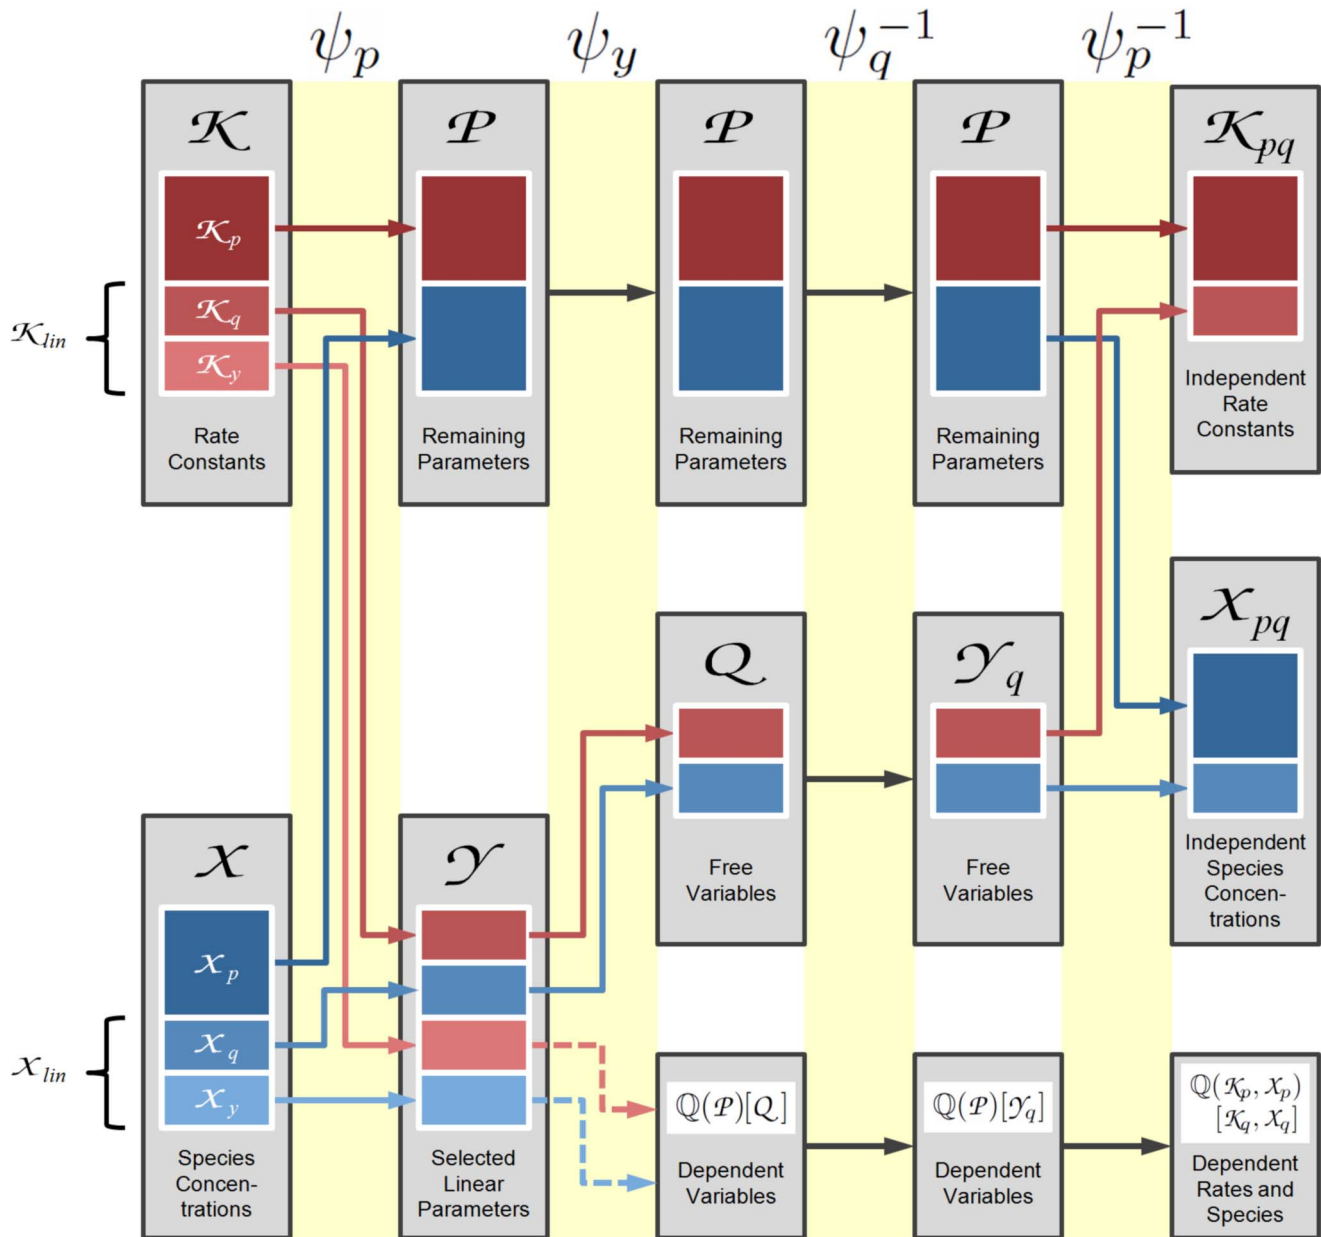 ψp ψy ψq⁻¹ ψp⁻¹
𝒦 𝒫 𝒫 𝒫 𝒦pq
𝒦p
𝒦q
𝒦lin
𝒦y
Rate
Constants
Remaining
Parameters
Remaining
Parameters
Remaining
Parameters
Independent
Rate
Constants
𝒬
Free
Variables
𝒴q
Free
Variables
𝒳pq
Independent
Species
Concen-
trations
𝒳
𝒳p
𝒳q
𝒳lin
𝒳y
Species
Concen-
trations
𝒴
Selected
Linear
Parameters
ℚ(𝒫)[𝒬]
Dependent
Variables
ℚ(𝒫)[𝒴q]
Dependent
Variables
ℚ(𝒦p, 𝒳p)
[𝒦q, 𝒳q]
Dependent
Rates and
Species